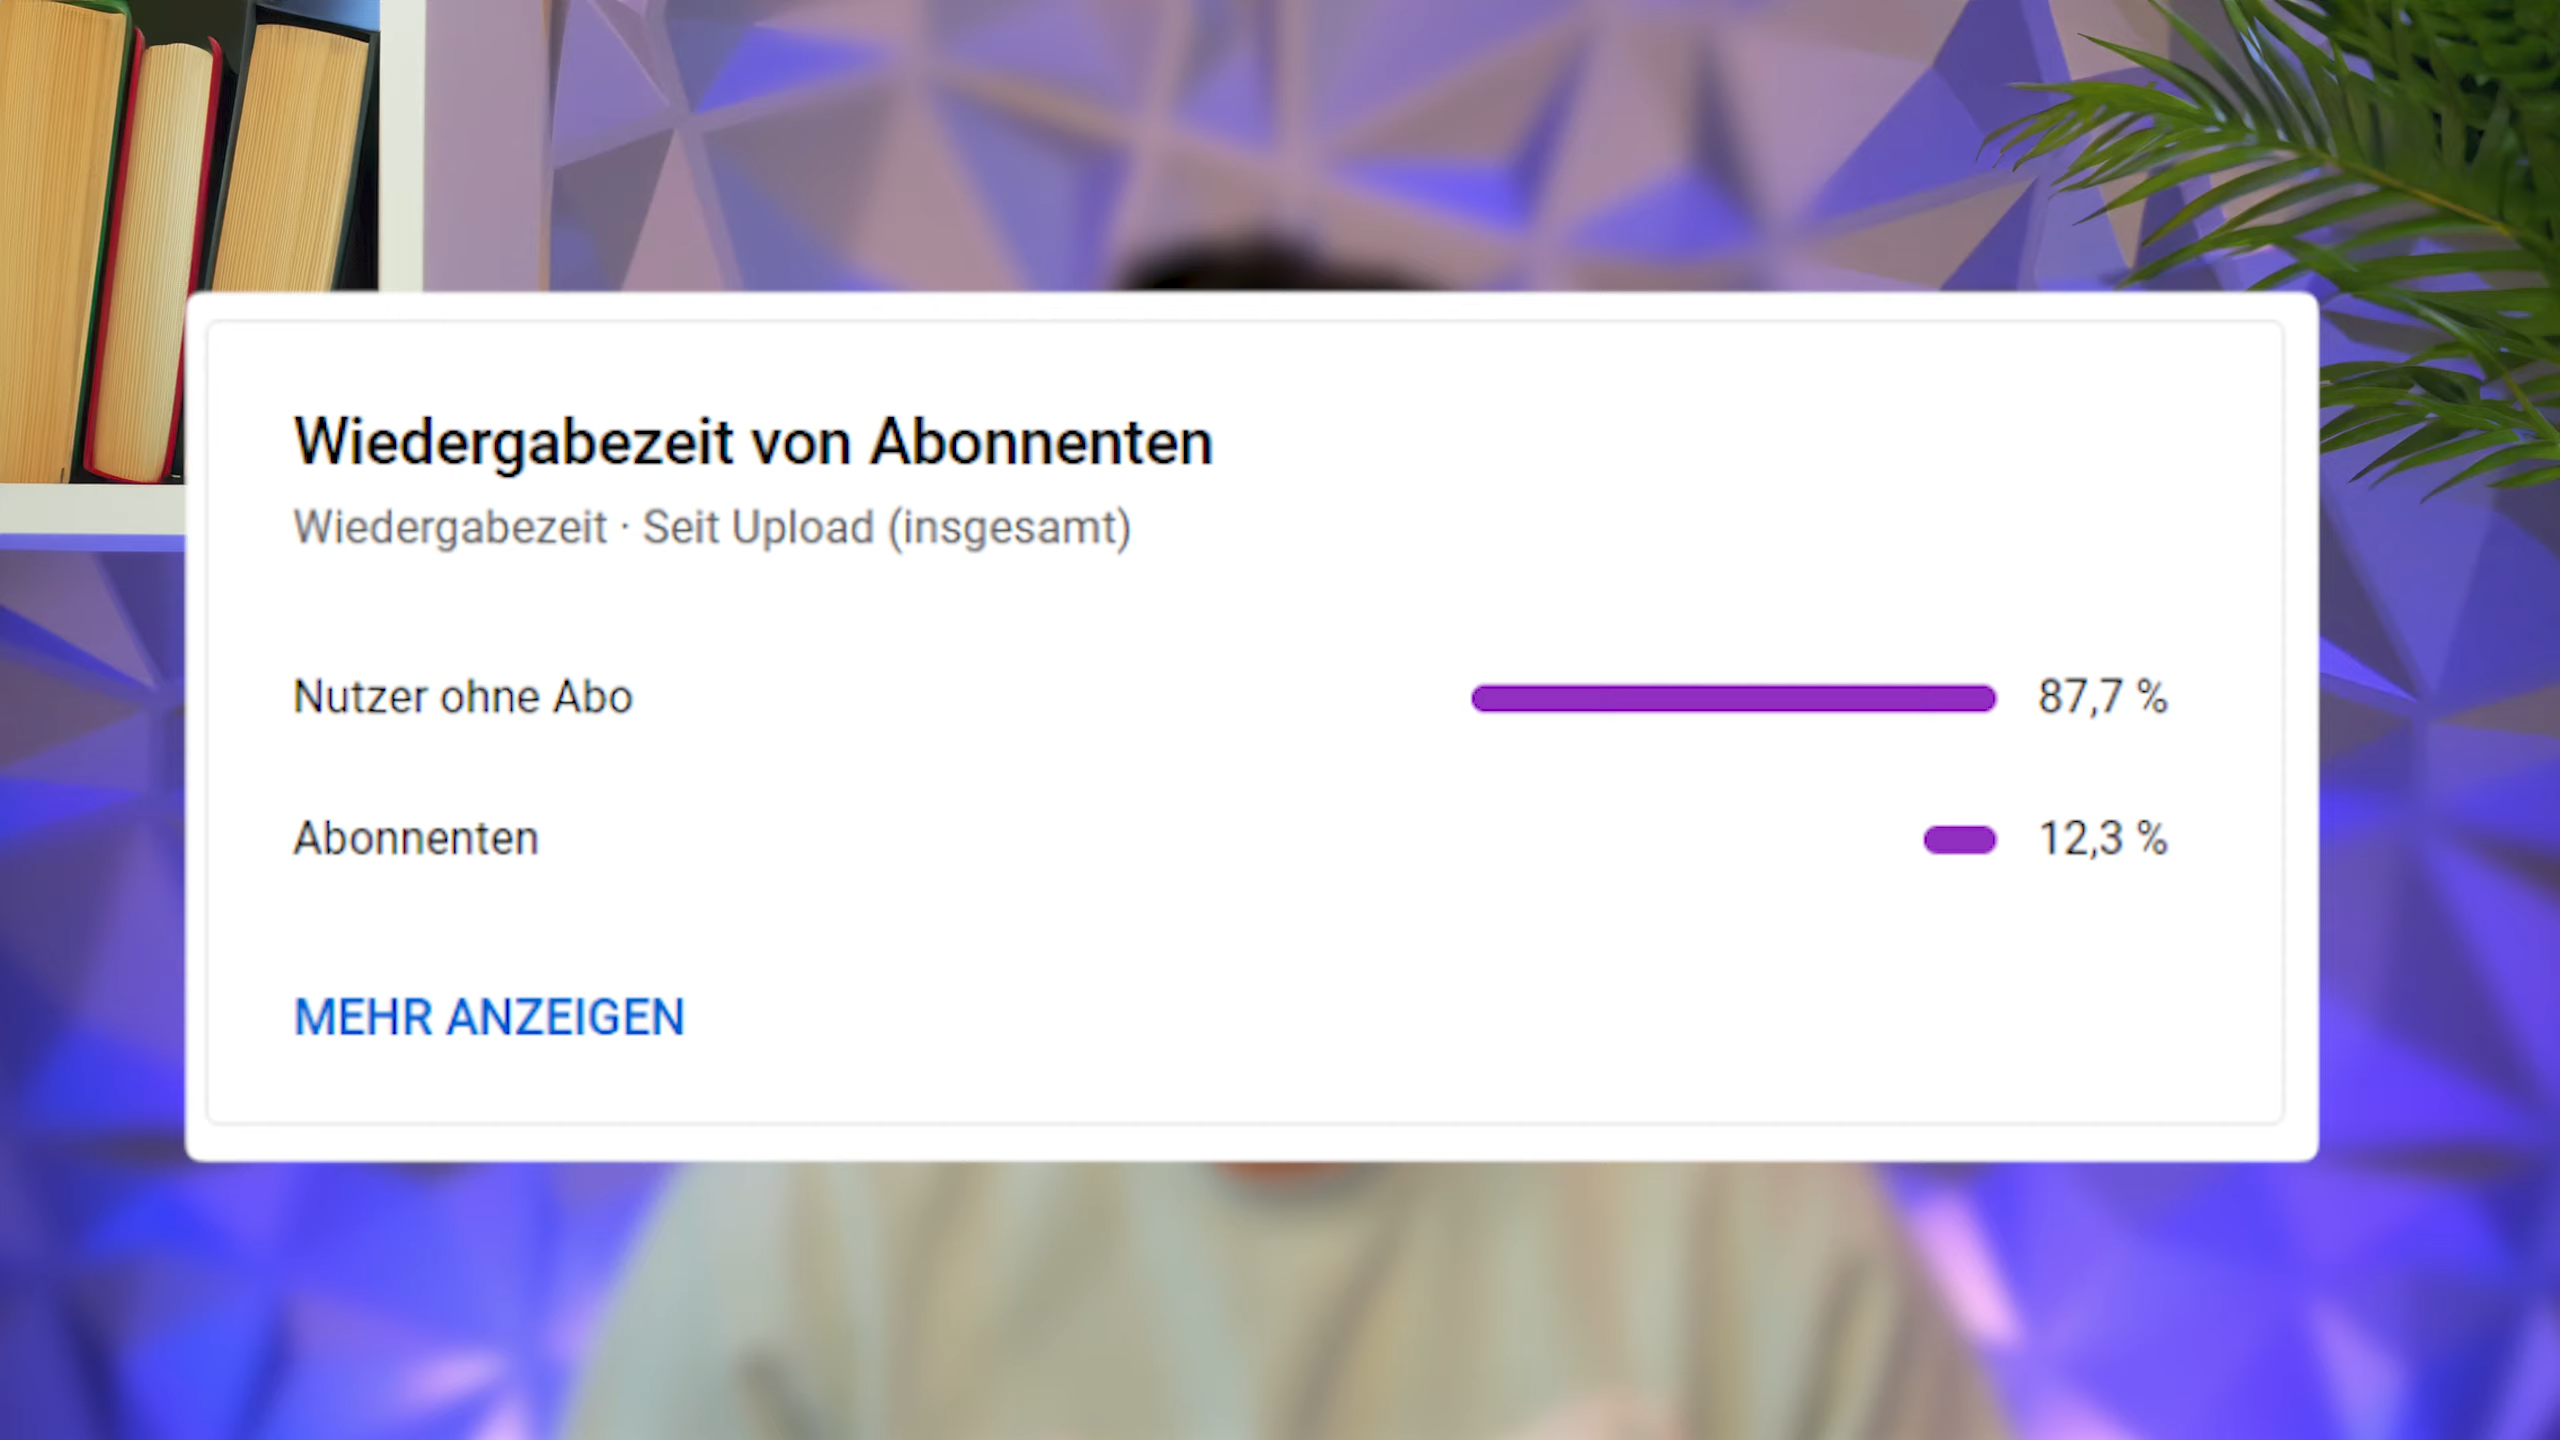 Wiedergabezeit von Abonnenten
Wiedergabezeit · Seit Upload (insgesamt)
Nutzer ohne Abo 87,7 %
Abonnenten 12,3 %
MEHR ANZEIGEN